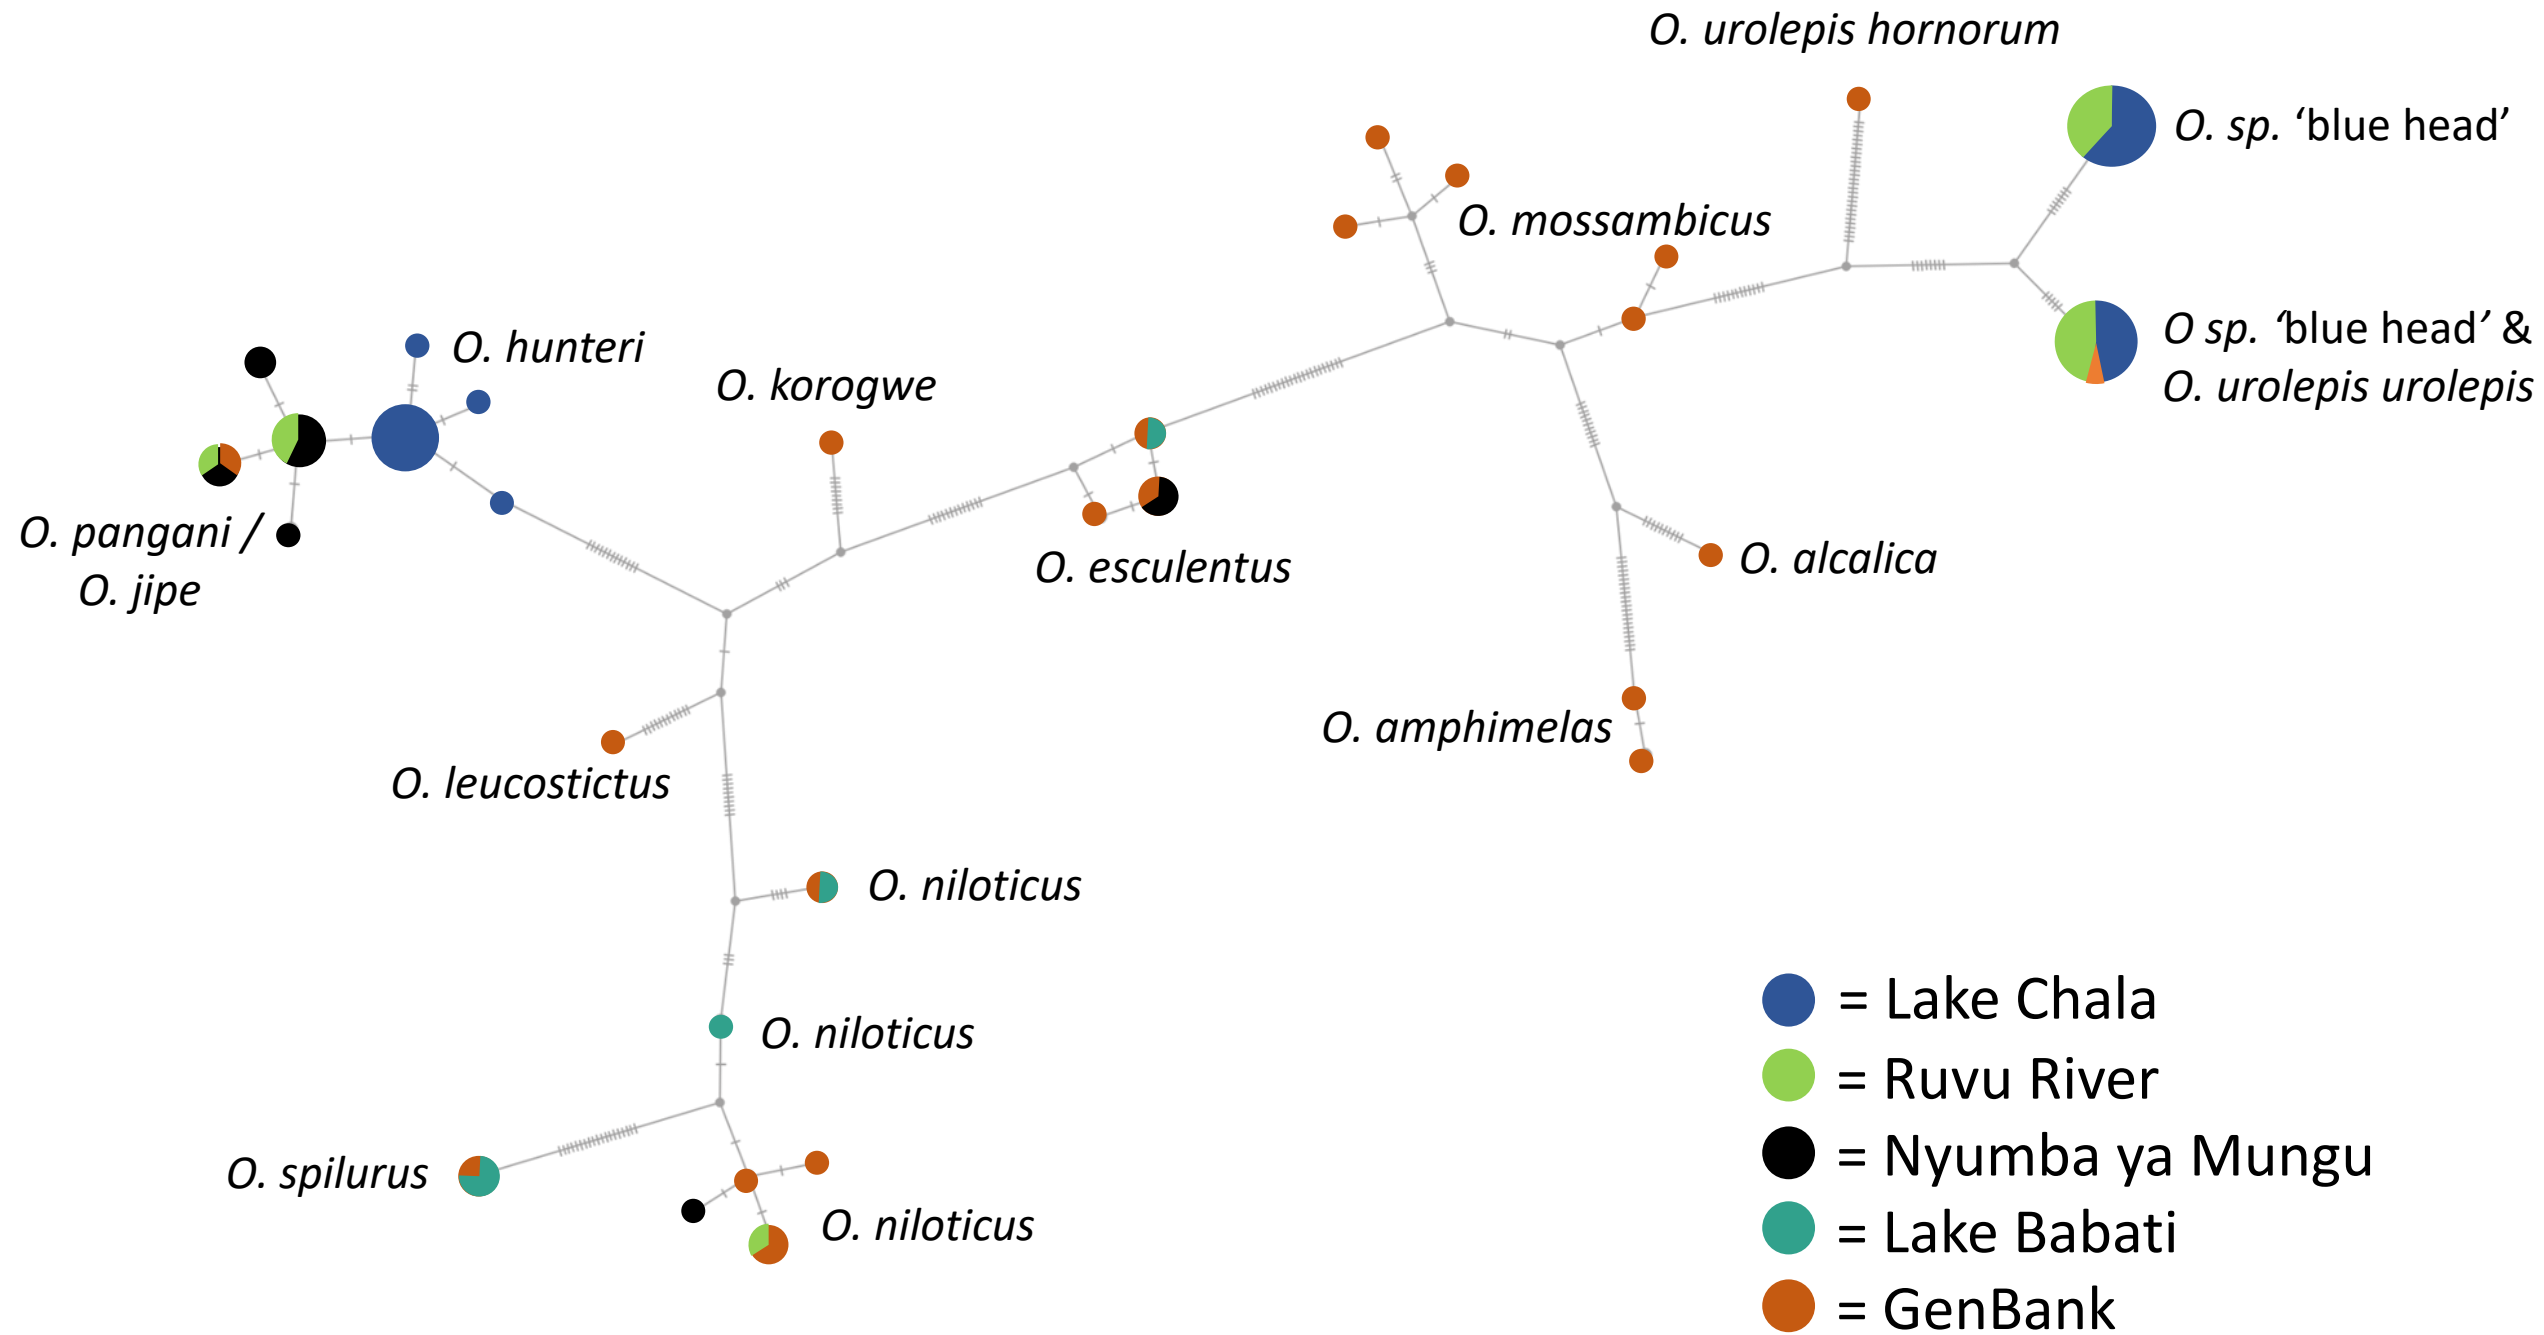 O. urolepis hornorum
O. sp. ‘blue head’
O. mossambicus
O sp. ‘blue head’ &
O. urolepis urolepis
O. hunteri
O. korogwe
O. pangani /
O. jipe
O. esculentus
O. alcalica
O. amphimelas
O. leucostictus
O. niloticus
O. niloticus
O. spilurus
O. niloticus
= Lake Chala
= Ruvu River
= Nyumba ya Mungu
= Lake Babati
= GenBank